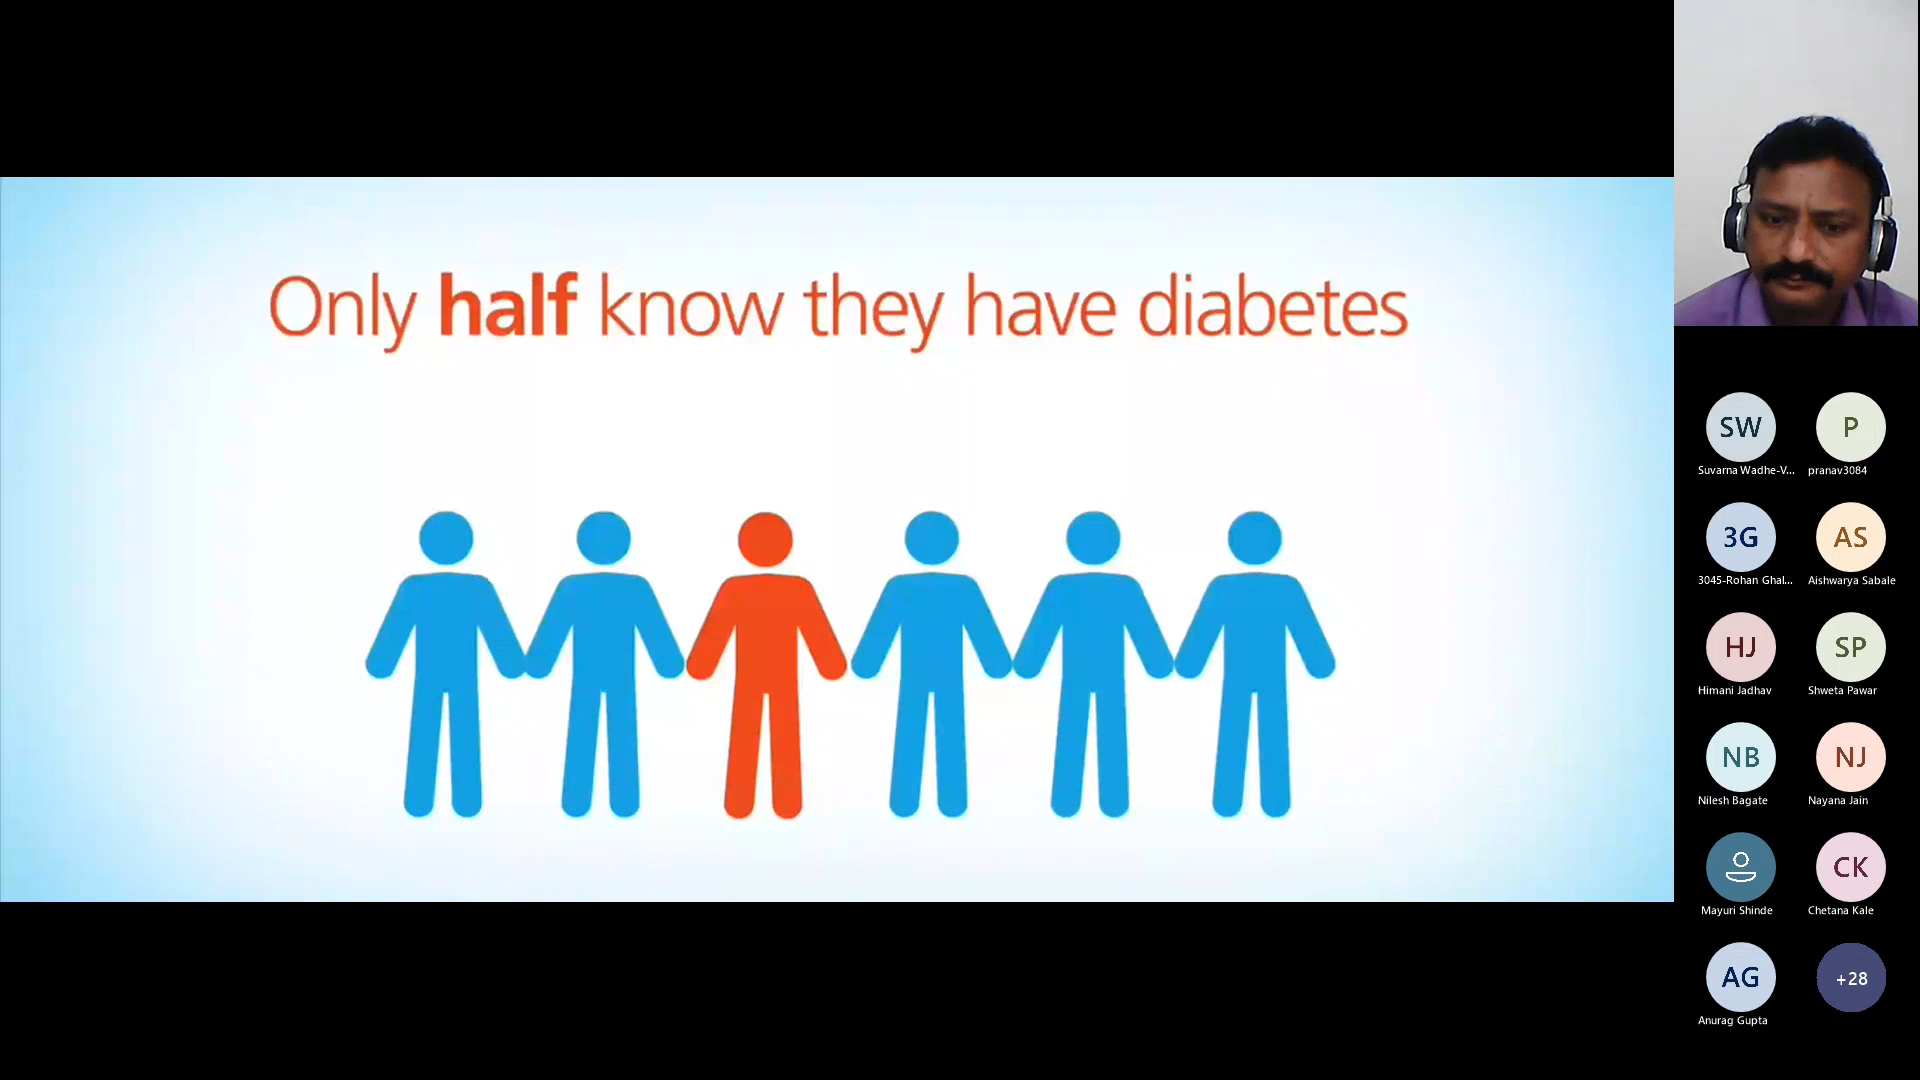 Only half know they have diabetes
SW
P
Suvarna Wadhe-V...
pranav3084
3G
AS
3045-Rohan Ghal...
Aishwarya Sabale
HJ
SP
Himani Jadhav
Shweta Pawar
NB
NJ
Nilesh Bagate
Nayana Jain
CK
Mayuri Shinde
Chetana Kale
AG
+28
Anurag Gupta